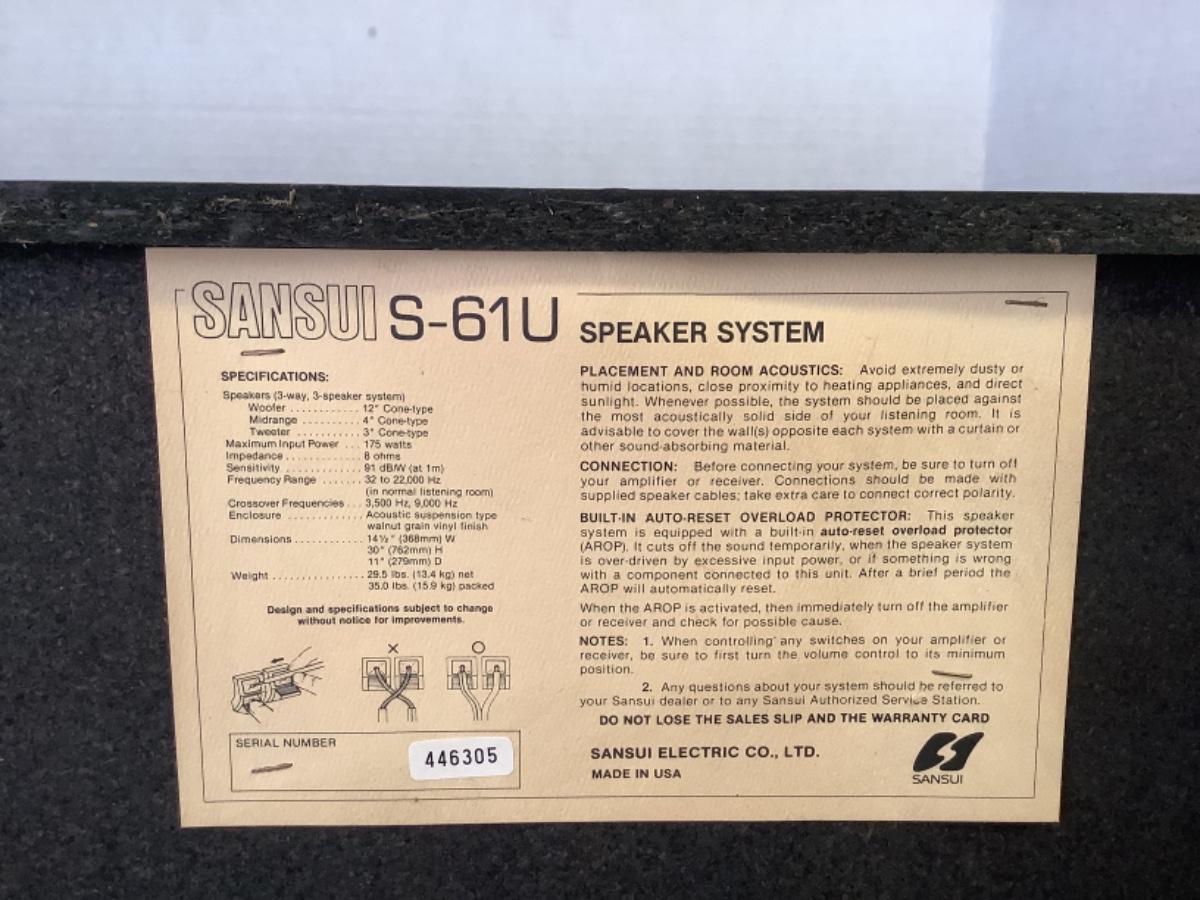 SANSUI S-61U SPEAKER SYSTEM
SPECIFICATIONS:
Speakers (3-way, 3-speaker system)
Woofer ............ 12" Cone-type
Midrange ......... 4" Cone-type
Tweeter .......... 3" Cone-type
Maximum Input Power ... 175 watts
Impedance ............. 8 ohms
Sensitivity ............ 91 dB/W (at 1m)
Frequency Range ....... 32 to 22,000 Hz
(in normal listening room)
Crossover Frequencies ... 3,500 Hz, 9,000 Hz
Enclosure ............. Acoustic suspension type
walnut grain vinyl finish
Dimensions ............ 14½" (368mm) W
30" (762mm) H
11" (279mm) D
Weight ................ 29.5 lbs. (13.4 kg) net
35.0 lbs. (15.9 kg) packed
Design and specifications subject to change
without notice for improvements.
SERIAL NUMBER
446305
PLACEMENT AND ROOM ACOUSTICS: Avoid extremely dusty or
humid locations, close proximity to heating appliances, and direct
sunlight. Whenever possible, the system should be placed against
the most acoustically solid side of your listening room. It is
advisable to cover the wall(s) opposite each system with a curtain or
other sound-absorbing material.
CONNECTION: Before connecting your system, be sure to turn off
your amplifier or receiver. Connections should be made with
supplied speaker cables; take extra care to connect correct polarity.
BUILT-IN AUTO-RESET OVERLOAD PROTECTOR: This speaker
system is equipped with a built-in auto-reset overload protector
(AROP). It cuts off the sound temporarily, when the speaker system
is over-driven by excessive input power, or if something is wrong
with a component connected to this unit. After a brief period the
AROP will automatically reset.
When the AROP is activated, then immediately turn off the amplifier
or receiver and check for possible cause.
NOTES: 1. When controlling any switches on your amplifier or
receiver, be sure to first turn the volume control to its minimum
position.
2. Any questions about your system should be referred to
your Sansui dealer or to any Sansui Authorized Service Station.
DO NOT LOSE THE SALES SLIP AND THE WARRANTY CARD
SANSUI ELECTRIC CO., LTD.
MADE IN USA
SANSUI